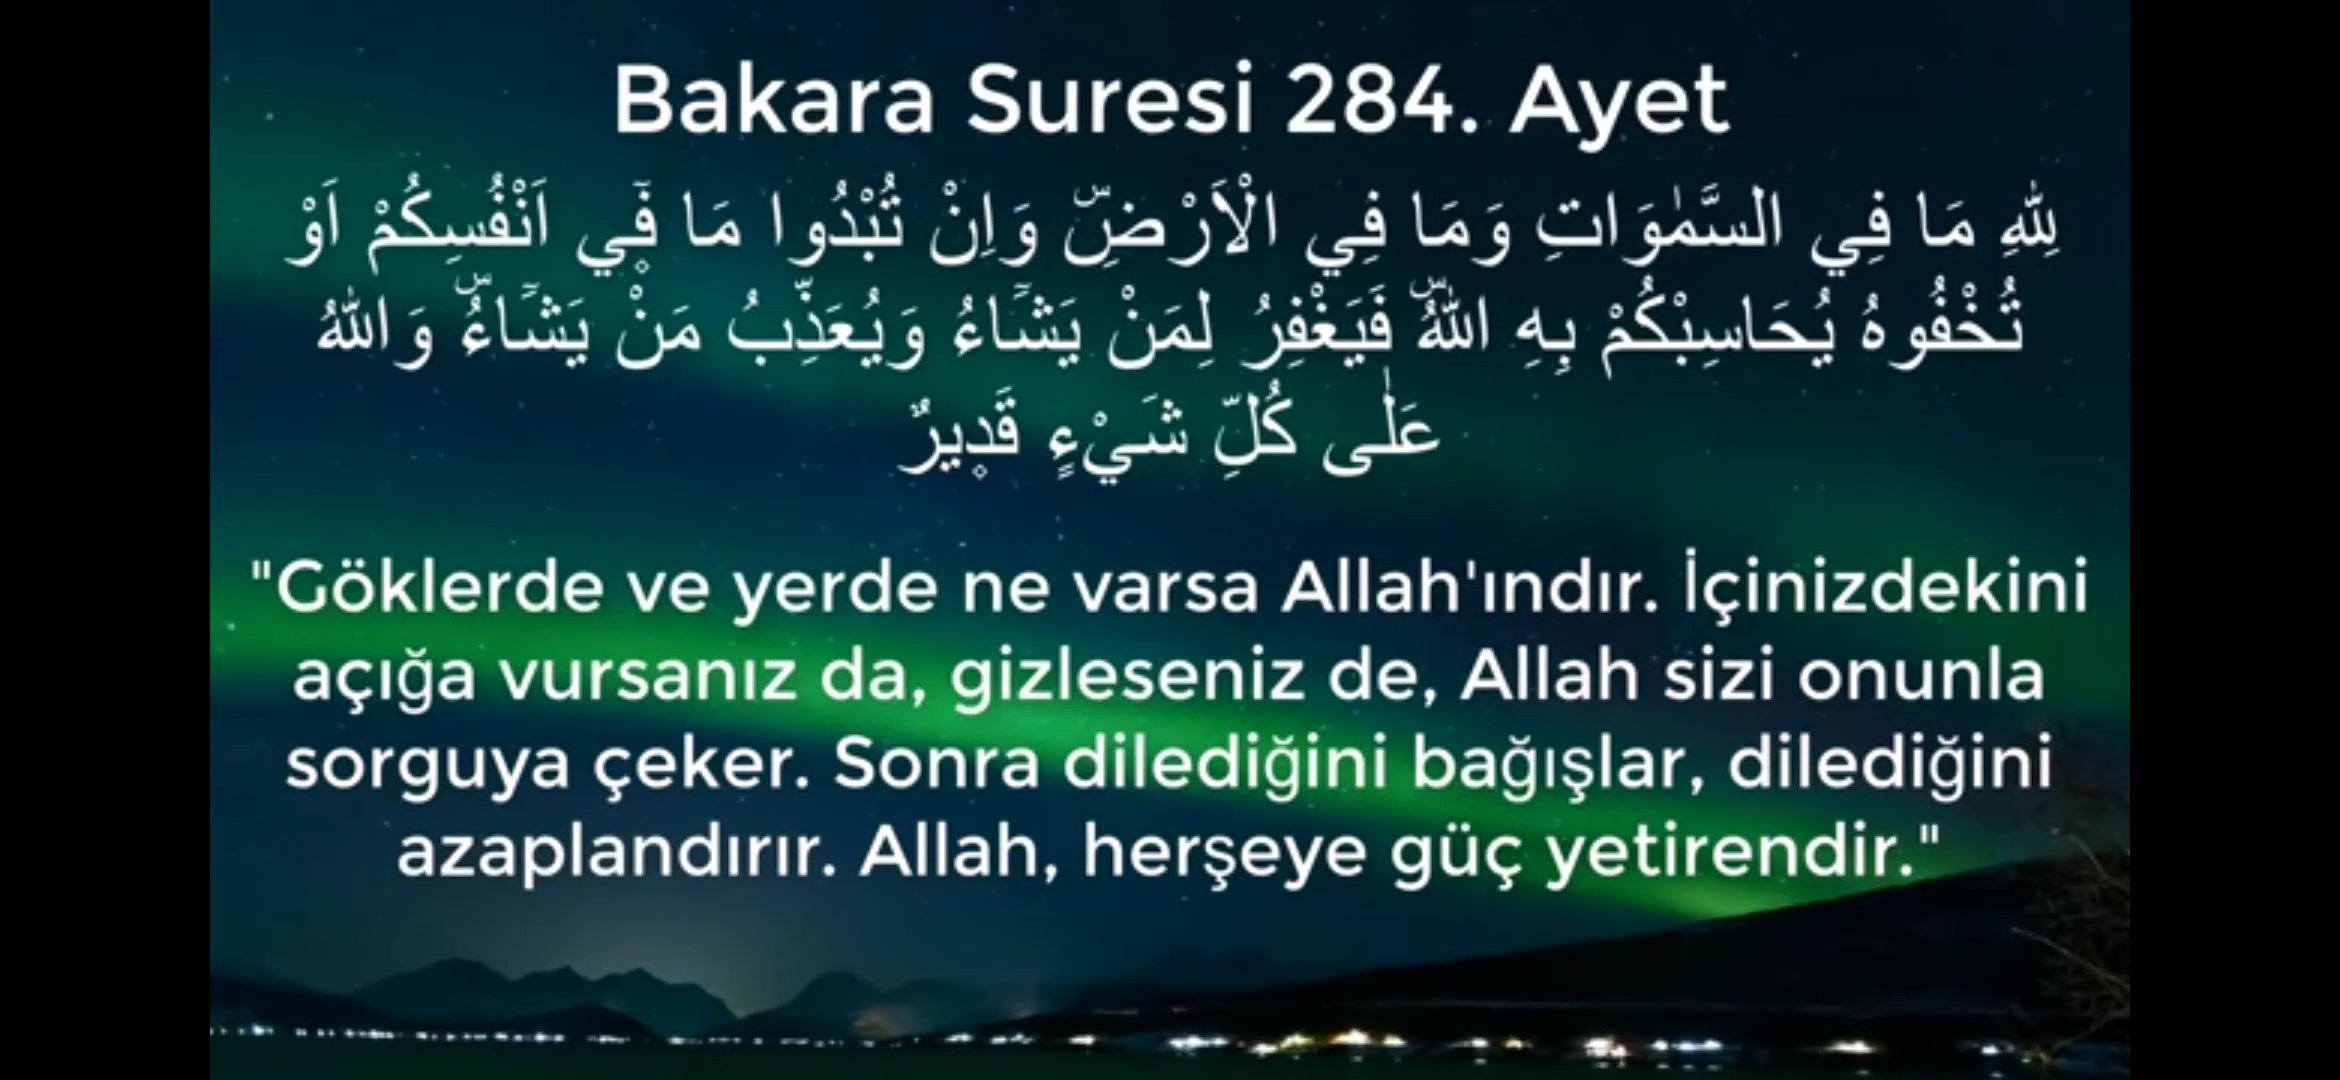 Bakara Suresi 284. Ayet
لِلّٰهِ مَا فِي السَّمٰوَاتِ وَمَا فِي الْاَرْضِۜ وَاِنْ تُبْدُوا مَا ف۪ٓي اَنْفُسِكُمْ اَوْ
تُخْفُوهُ يُحَاسِبْكُمْ بِهِ اللّٰهُۜ فَيَغْفِرُ لِمَنْ يَشَٓاءُ وَيُعَذِّبُ مَنْ يَشَٓاءُۜ وَاللّٰهُ
عَلٰى كُلِّ شَيْءٍ قَد۪يرٌ
"Göklerde ve yerde ne varsa Allah'ındır. İçinizdekini
açığa vursanız da, gizleseniz de, Allah sizi onunla
sorguya çeker. Sonra dilediğini bağışlar, dilediğini
azaplandırır. Allah, herşeye güç yetirendir."